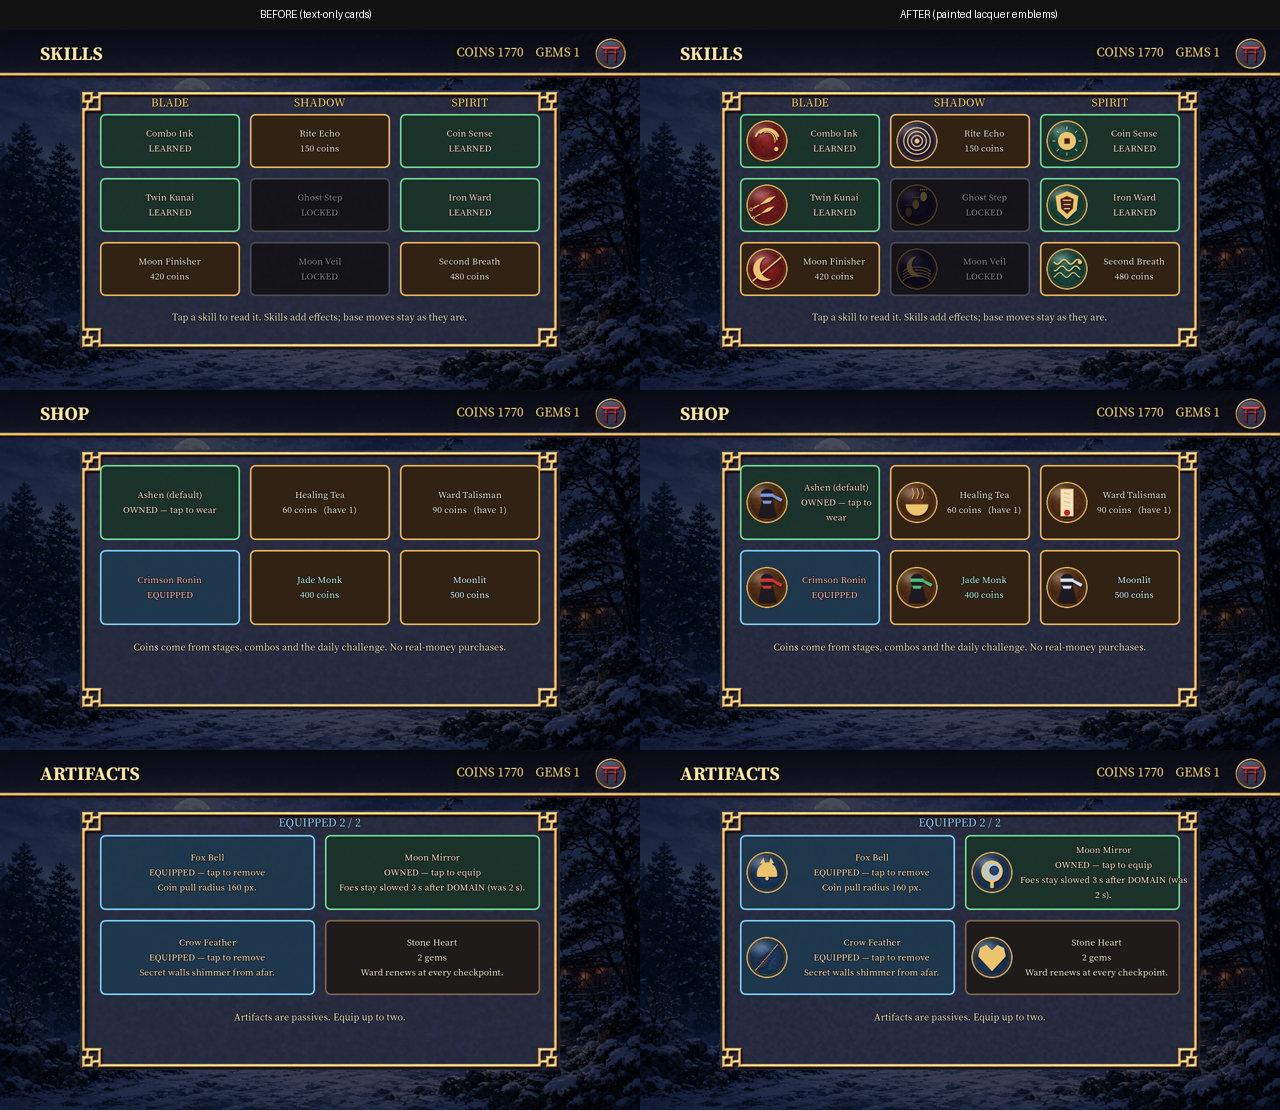 BEFORE (text-only cards)
AFTER (painted lacquer emblems)
SKILLS
COINS 1770 GEMS 1
BLADE SHADOW SPIRIT
Combo Ink
LEARNED
Rite Echo
150 coins
Coin Sense
LEARNED
Twin Kunai
LEARNED
Ghost Step
LOCKED
Iron Ward
LEARNED
Moon Finisher
420 coins
Moon Veil
LOCKED
Second Breath
480 coins
Tap a skill to read it. Skills add effects; base moves stay as they are.
SKILLS
COINS 1770 GEMS 1
BLADE SHADOW SPIRIT
Combo Ink
LEARNED
Rite Echo
150 coins
Coin Sense
LEARNED
Twin Kunai
LEARNED
Ghost Step
LOCKED
Iron Ward
LEARNED
Moon Finisher
420 coins
Moon Veil
LOCKED
Second Breath
480 coins
Tap a skill to read it. Skills add effects; base moves stay as they are.
SHOP
COINS 1770 GEMS 1
Ashen (default)
OWNED — tap to wear
Healing Tea
60 coins (have 1)
Ward Talisman
90 coins (have 1)
Crimson Ronin
EQUIPPED
Jade Monk
400 coins
Moonlit
500 coins
Coins come from stages, combos and the daily challenge. No real-money purchases.
SHOP
COINS 1770 GEMS 1
Ashen (default)
OWNED — tap to
wear
Healing Tea
60 coins (have 1)
Ward Talisman
90 coins (have 1)
Crimson Ronin
EQUIPPED
Jade Monk
400 coins
Moonlit
500 coins
Coins come from stages, combos and the daily challenge. No real-money purchases.
ARTIFACTS
COINS 1770 GEMS 1
EQUIPPED 2 / 2
Fox Bell
EQUIPPED — tap to remove
Coin pull radius 160 px.
Moon Mirror
OWNED — tap to equip
Foes stay slowed 3 s after DOMAIN (was 2 s).
Crow Feather
EQUIPPED — tap to remove
Secret walls shimmer from afar.
Stone Heart
2 gems
Ward renews at every checkpoint.
Artifacts are passives. Equip up to two.
ARTIFACTS
COINS 1770 GEMS 1
EQUIPPED 2 / 2
Fox Bell
EQUIPPED — tap to remove
Coin pull radius 160 px.
Moon Mirror
OWNED — tap to equip
Foes stay slowed 3 s after DOMAIN (was
2 s).
Crow Feather
EQUIPPED — tap to remove
Secret walls shimmer from afar.
Stone Heart
2 gems
Ward renews at every checkpoint.
Artifacts are passives. Equip up to two.